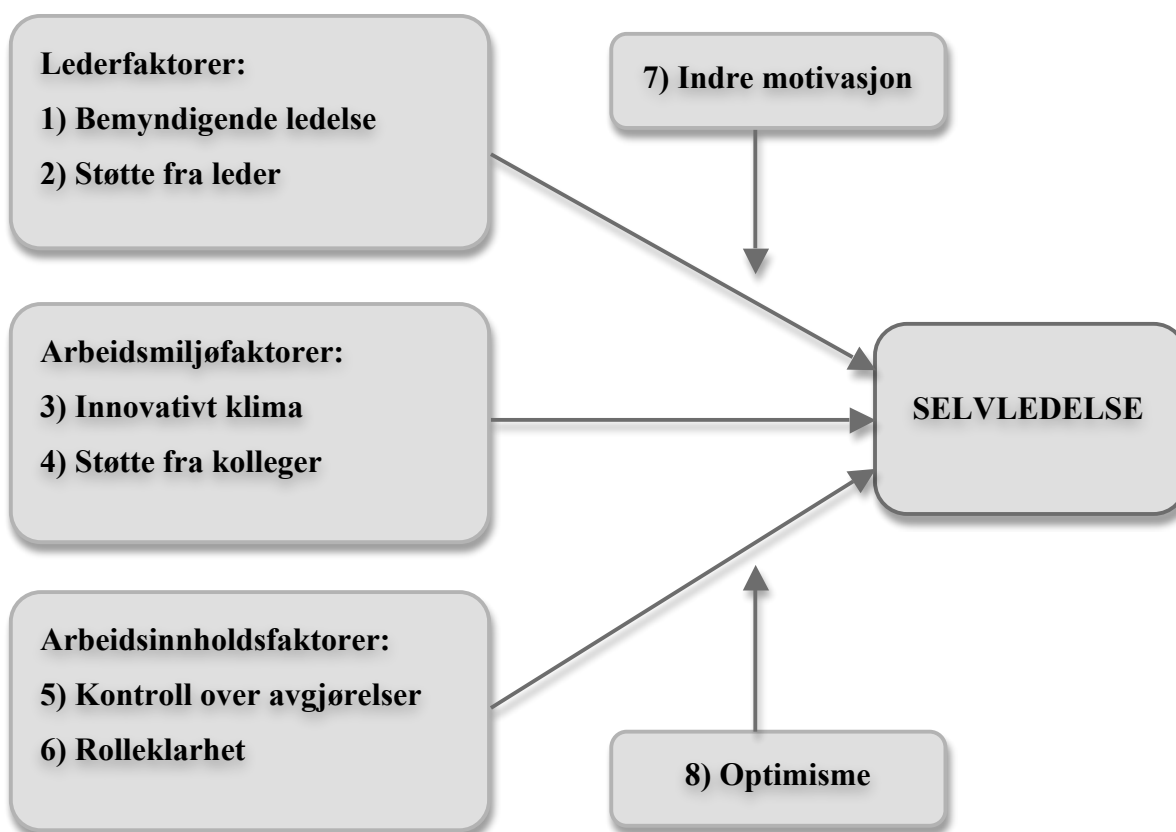 Lederfaktorer:
1) Bemyndigende ledelse
2) Støtte fra leder
7) Indre motivasjon
Arbeidsmiljøfaktorer:
3) Innovativt klima
4) Støtte fra kolleger
SELVLEDELSE
Arbeidsinnholdsfaktorer:
5) Kontroll over avgjørelser
6) Rolleklarhet
8) Optimisme